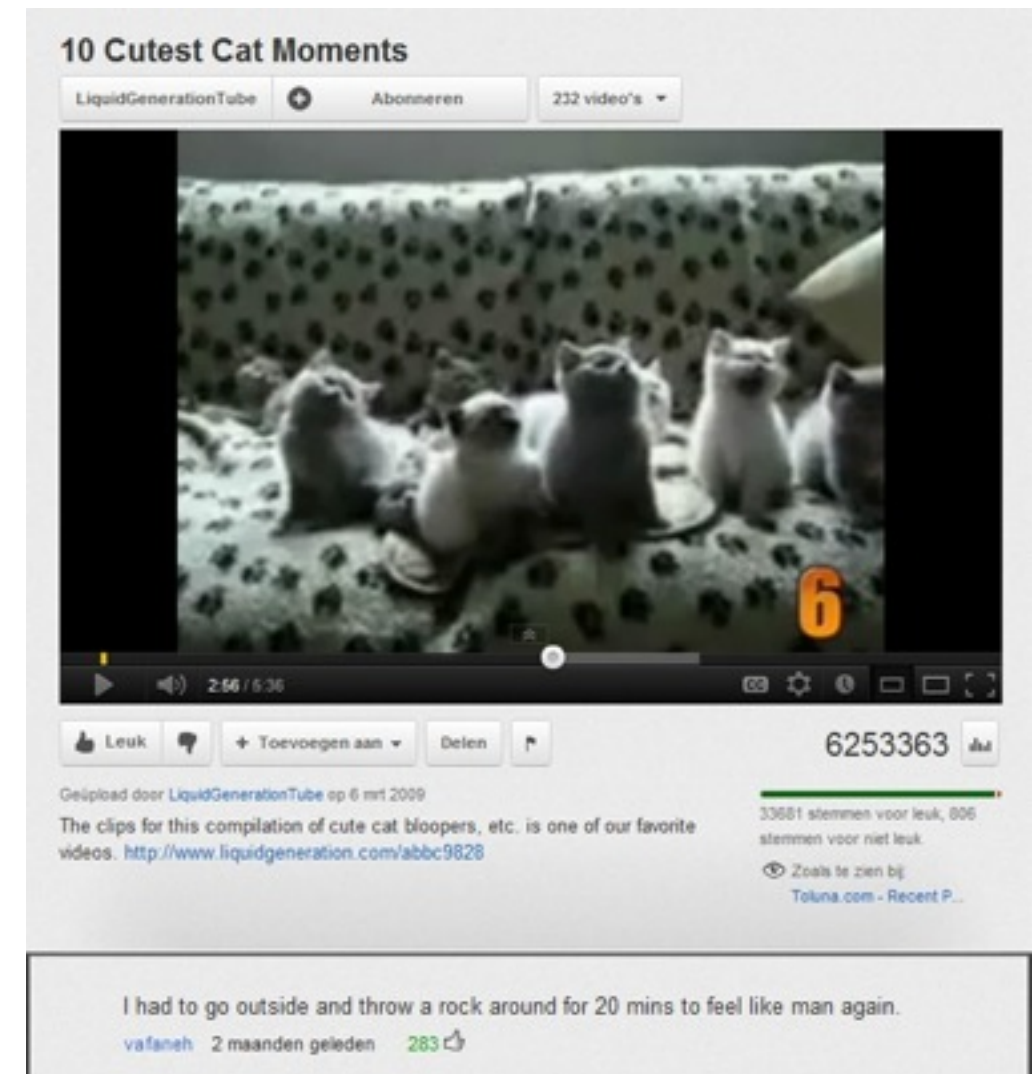 10 Cutest Cat Moments
LiquidGenerationTube Abonneren 232 video's
6
2:56 / 5:36 CC
Leuk + Toevoegen aan Delen
6253363
Geüpload door LiquidGenerationTube op 6 mrt 2009
The clips for this compilation of cute cat bloopers, etc. is one of our favorite
videos. http://www.liquidgeneration.com/abbc9828
33681 stemmen voor leuk, 806
stemmen voor niet leuk
Zoals te zien bij:
Toluna.com - Recent P...
I had to go outside and throw a rock around for 20 mins to feel like man again.
vafaneh 2 maanden geleden 283